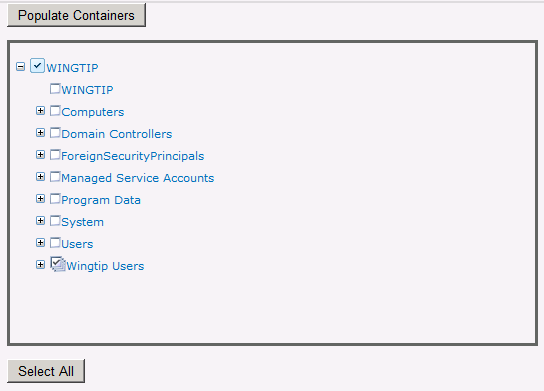 Populate Containers
WINGTIP
WINGTIP
Computers
Domain Controllers
ForeignSecurityPrincipals
Managed Service Accounts
Program Data
System
Users
Wingtip Users
Select All